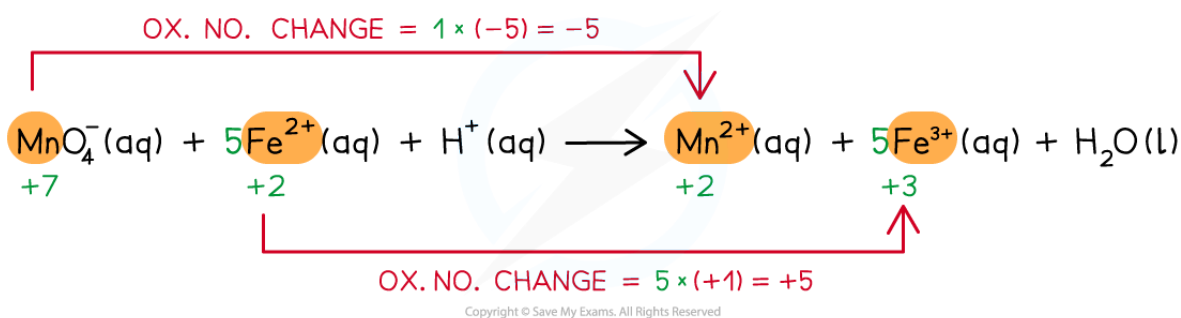 OX. NO. CHANGE = 1 × (−5) = −5
MnO₄⁻ (aq) + 5Fe²⁺ (aq) + H⁺ (aq) ⟶ Mn²⁺ (aq) + 5Fe³⁺ (aq) + H₂O (l)
+7 +2 +2 +3
OX. NO. CHANGE = 5 × (+1) = +5
Copyright © Save My Exams. All Rights Reserved